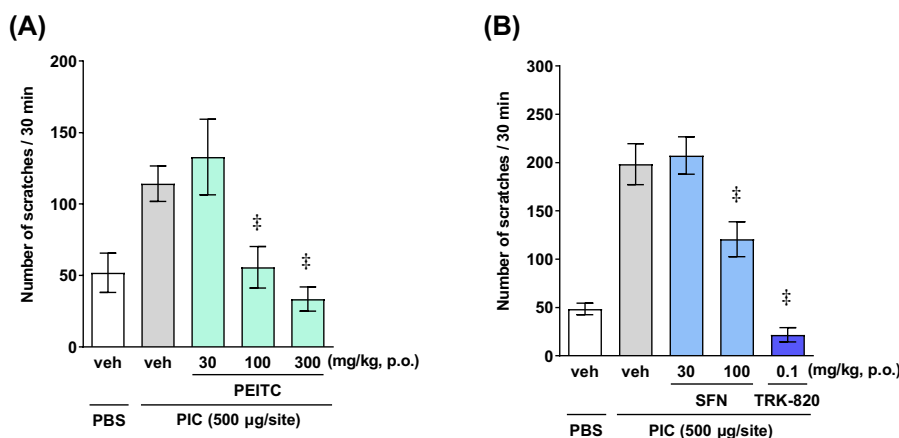 (A)
Number of scratches / 30 min
200
150
100
50
0
‡
‡
veh veh 30 100 300 (mg/kg, p.o.)
PEITC
PBS PIC (500 µg/site)
(B)
Number of scratches / 30 min
300
250
200
150
100
50
0
‡
‡
veh veh 30 100 0.1 (mg/kg, p.o.)
SFN TRK-820
PBS PIC (500 µg/site)